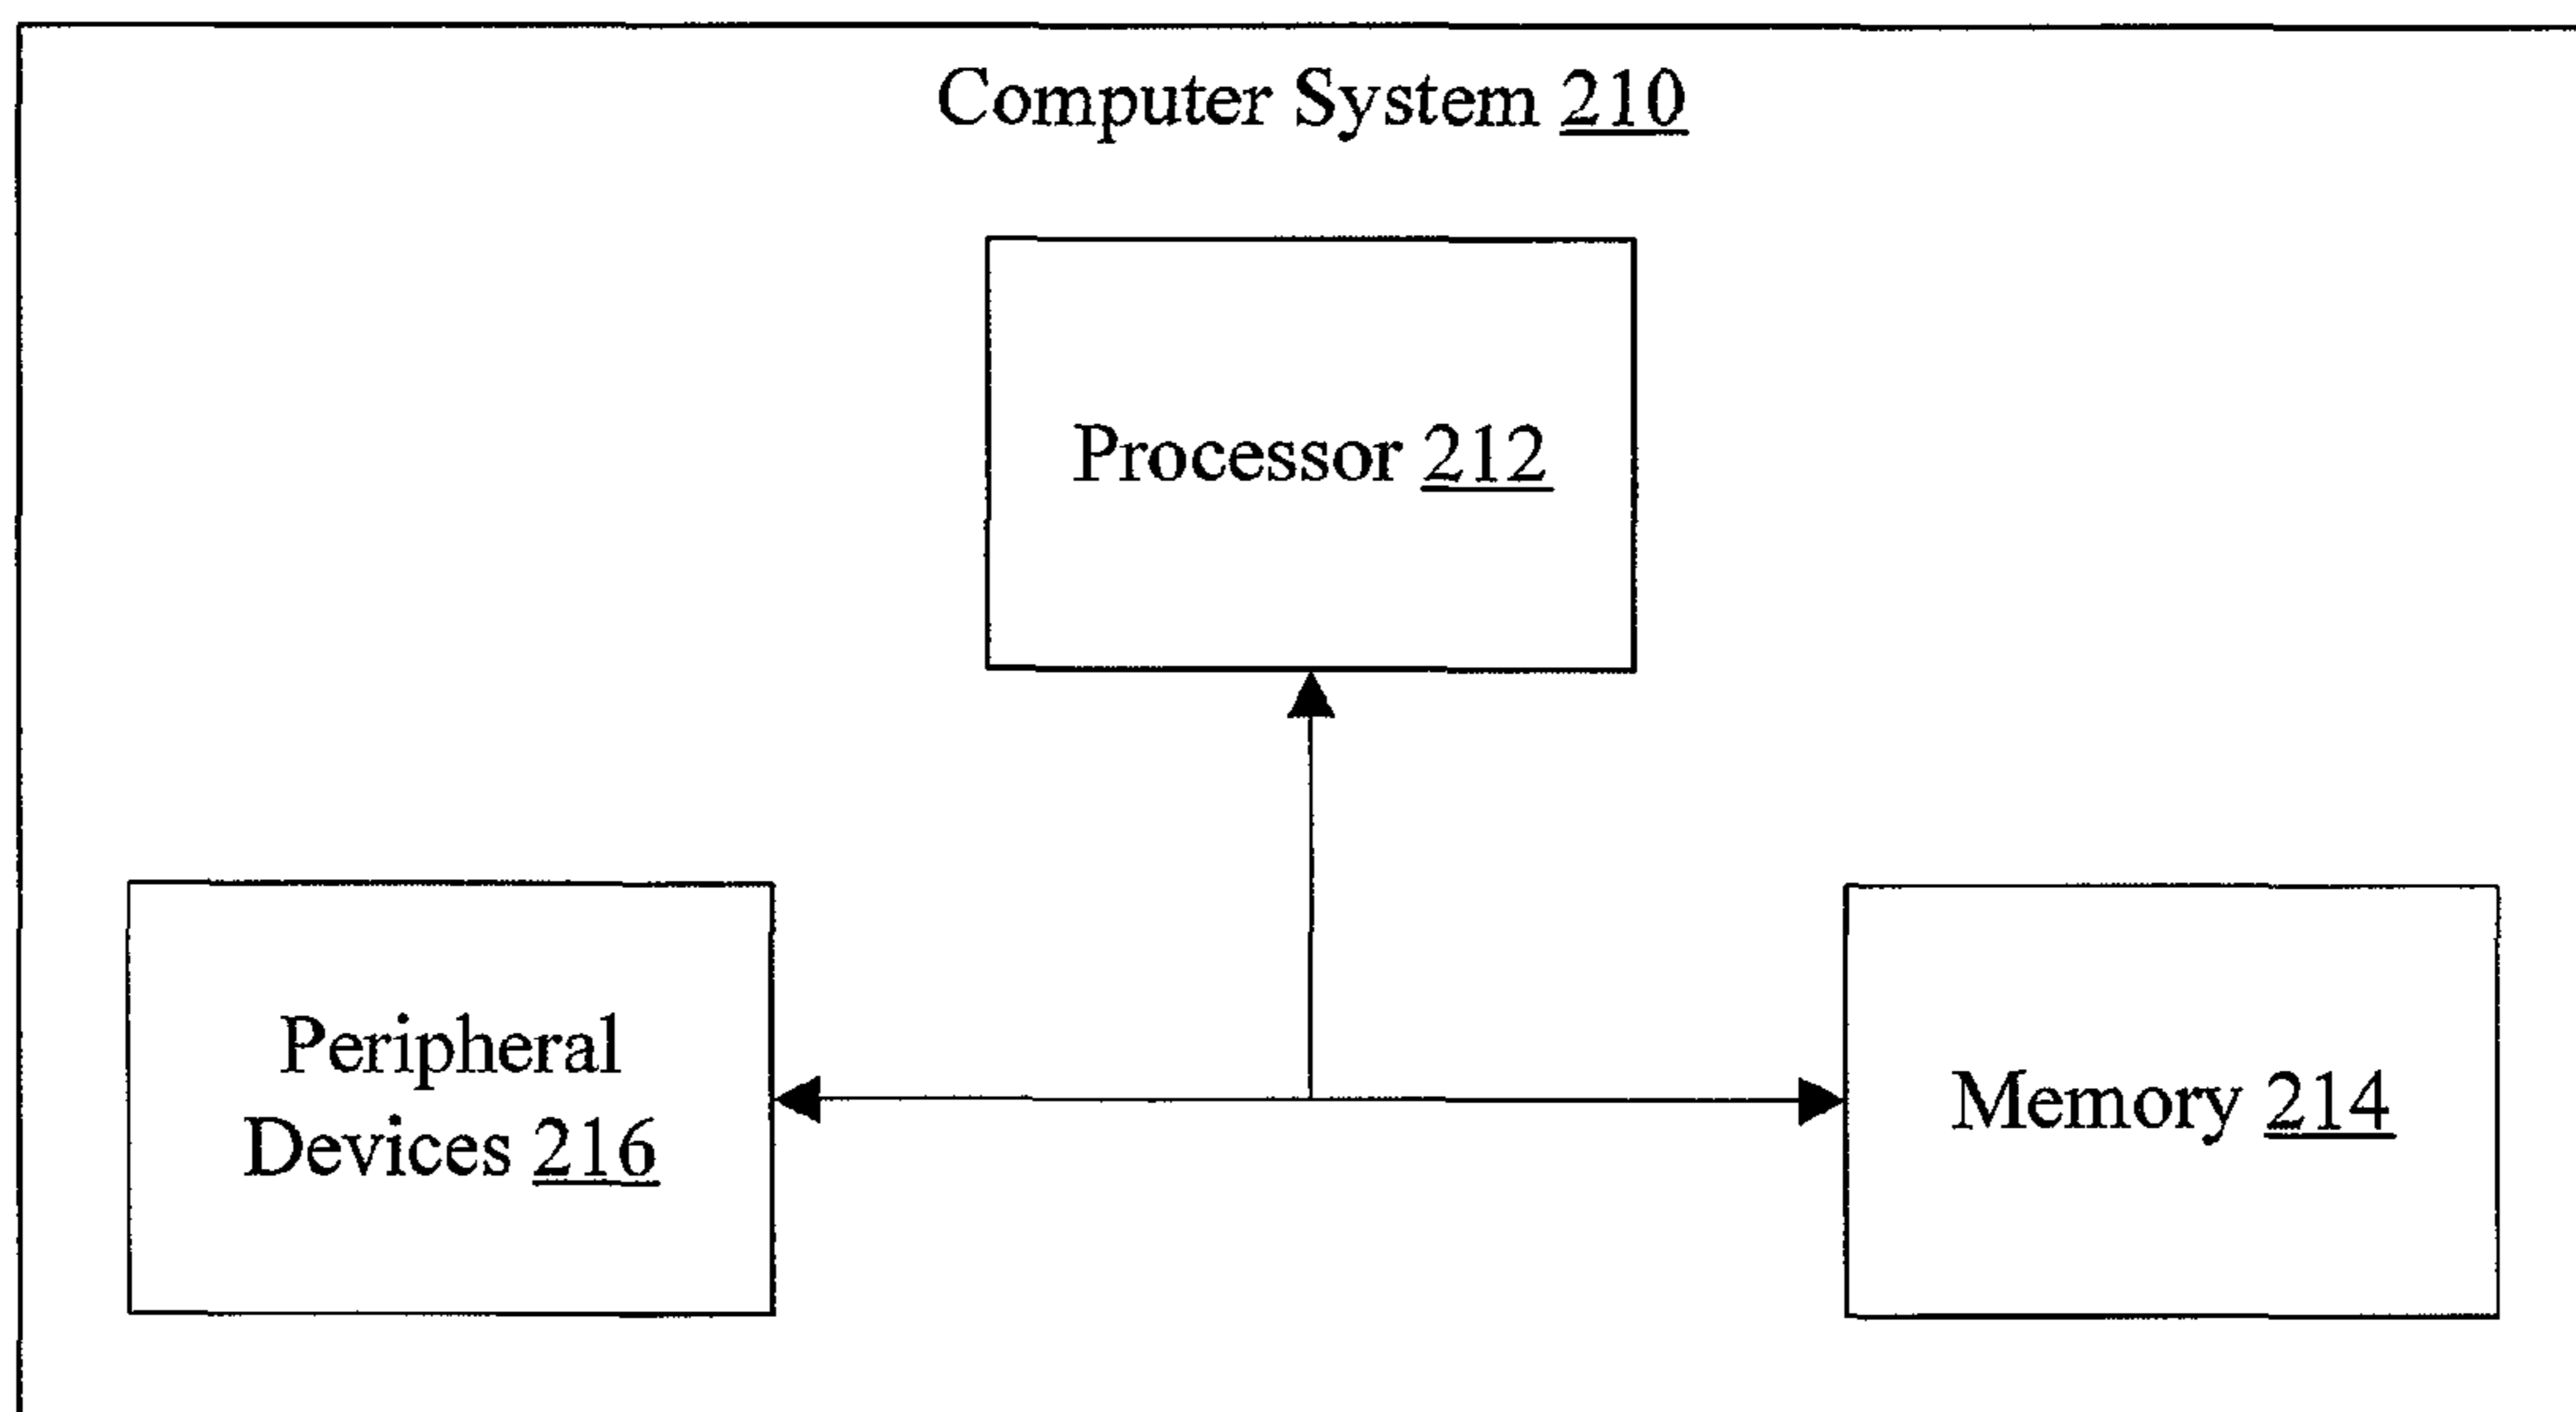 Computer System 210
Processor 212
Peripheral
Devices 216
Memory 214